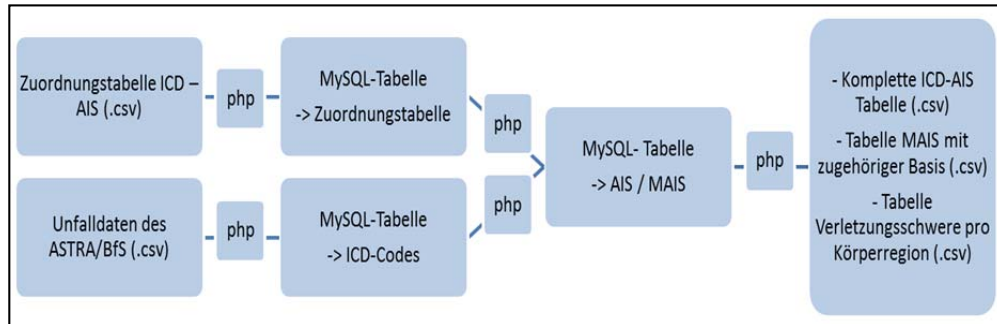 Zuordnungstabelle ICD –
AIS (.csv)
php
MySQL-Tabelle
-> Zuordnungstabelle
php
Unfalldaten des
ASTRA/BfS (.csv)
php
MySQL-Tabelle
-> ICD-Codes
php
MySQL- Tabelle
-> AIS / MAIS
php
- Komplette ICD-AIS
Tabelle (.csv)
- Tabelle MAIS mit
zugehöriger Basis (.csv)
- Tabelle
Verletzungsschwere pro
Körperregion (.csv)